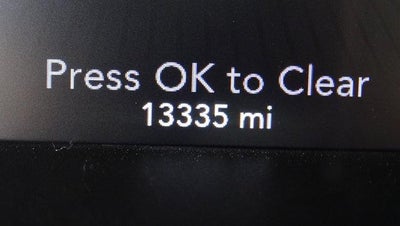 Press OK to Clear
13335 mi